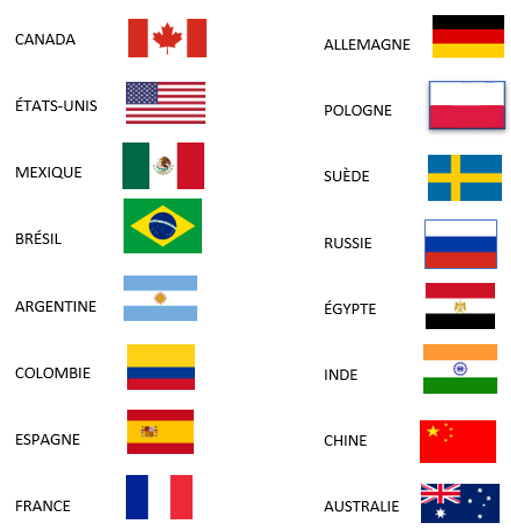 CANADA
ÉTATS-UNIS
MEXIQUE
BRÉSIL
ARGENTINE
COLOMBIE
ESPAGNE
FRANCE
ALLEMAGNE
POLOGNE
SUÈDE
RUSSIE
ÉGYPTE
INDE
CHINE
AUSTRALIE